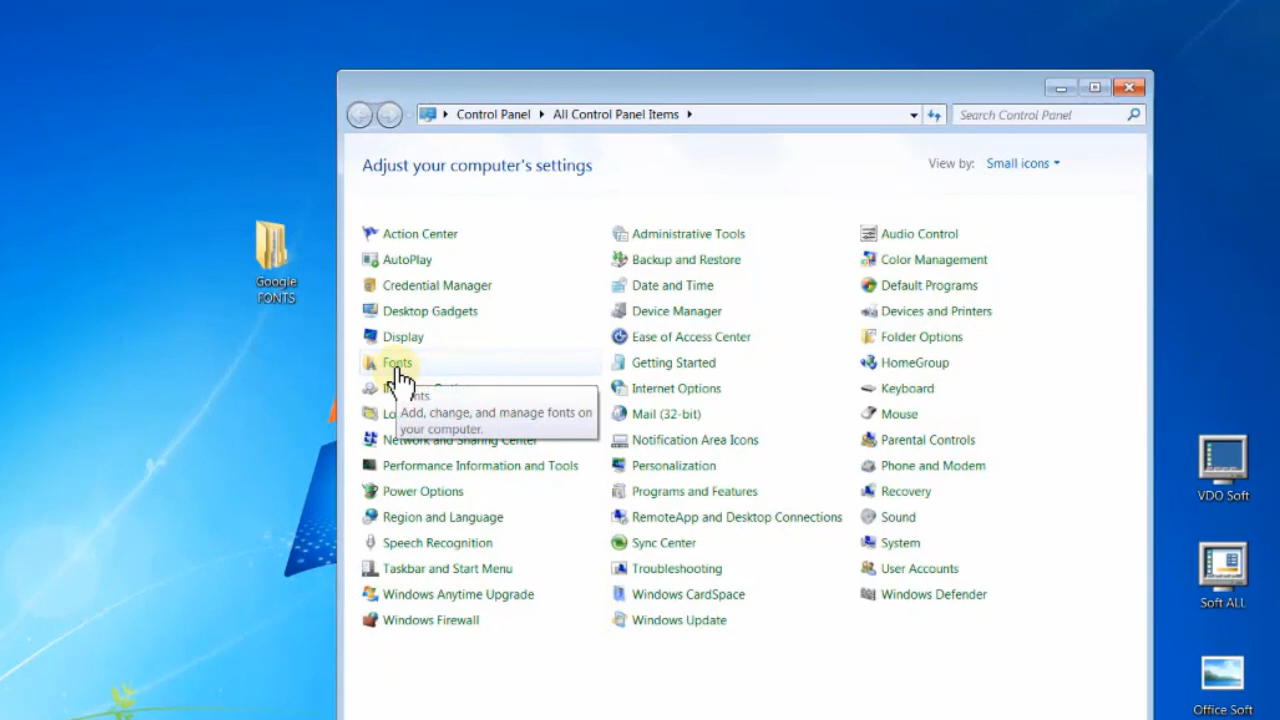 Control Panel
All Control Panel Items
Search Control Panel
Adjust your computer's settings
View by:
Small icons
Action Center
Administrative Tools
Audio Control
AutoPlay
Backup and Restore
Color Management
Credential Manager
Date and Time
Default Programs
Desktop Gadgets
Device Manager
Devices and Printers
Display
Ease of Access Center
Folder Options
Fonts
Getting Started
HomeGroup
Internet Options
Keyboard
Add, change, and manage fonts on
your computer.
Mail (32-bit)
Mouse
Network and Sharing Center
Notification Area Icons
Parental Controls
Performance Information and Tools
Personalization
Phone and Modem
Power Options
Programs and Features
Recovery
Region and Language
RemoteApp and Desktop Connections
Sound
Speech Recognition
Sync Center
System
Taskbar and Start Menu
Troubleshooting
User Accounts
Windows Anytime Upgrade
Windows CardSpace
Windows Defender
Windows Firewall
Windows Update
Google
FONTS
VDO Soft
Soft ALL
Office Soft